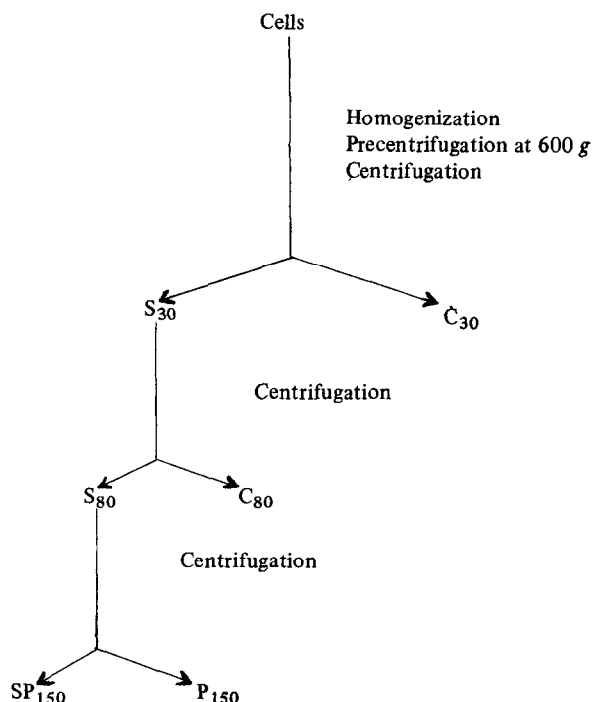 Cells
Homogenization
Precentrifugation at 600 g
Centrifugation
S30
C30
Centrifugation
S80
C80
Centrifugation
SP150
P150